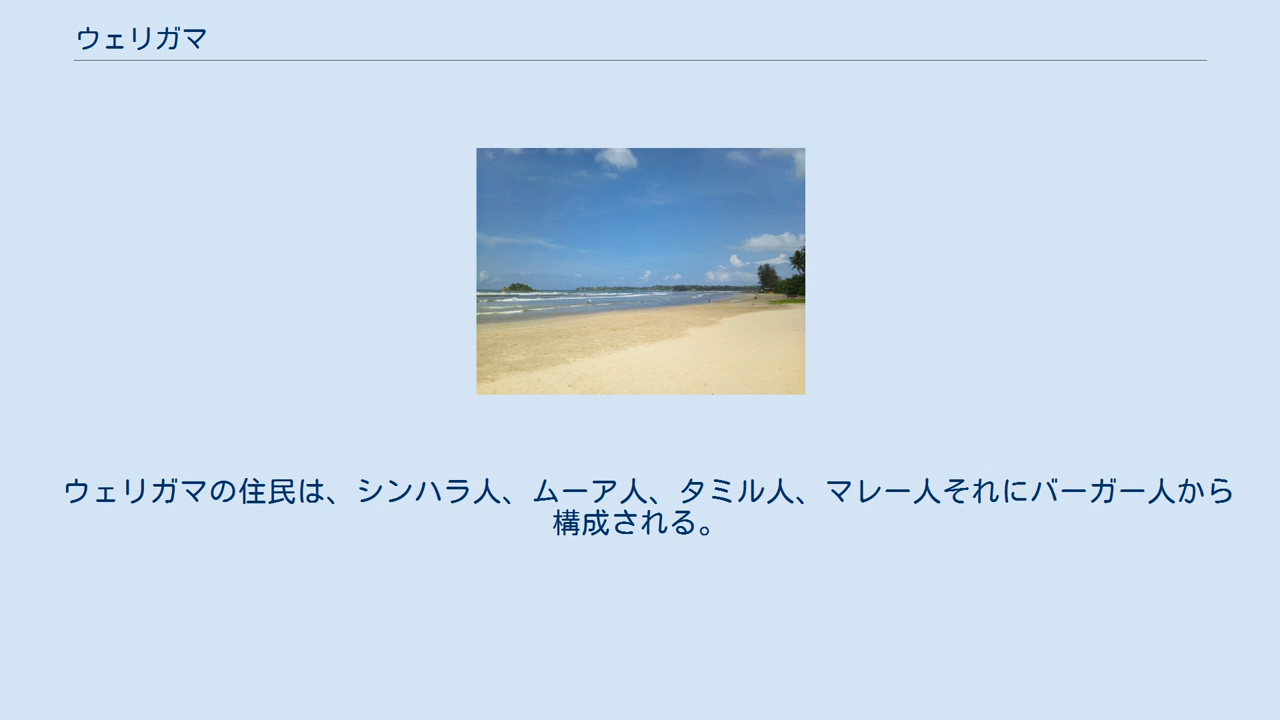 ウェリガマ
ウェリガマの住民は、シンハラ人、ムーア人、タミル人、マレー人それにバーガー人から
構成される。